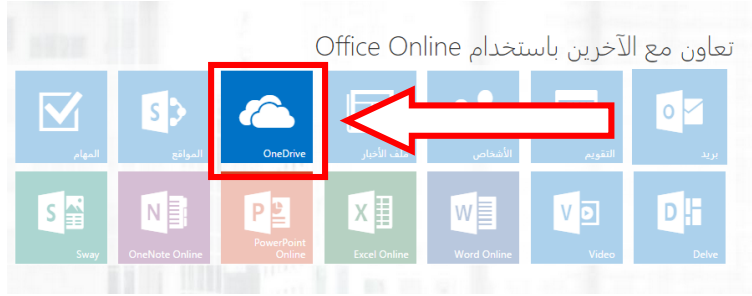 تعاون مع الآخرين باستخدام Office Online
بريد
التقويم
الأشخاص
ملف الأخبار
OneDrive
المواقع
المهام
Delve
Video
Word Online
Excel Online
PowerPoint
Online
OneNote Online
Sway